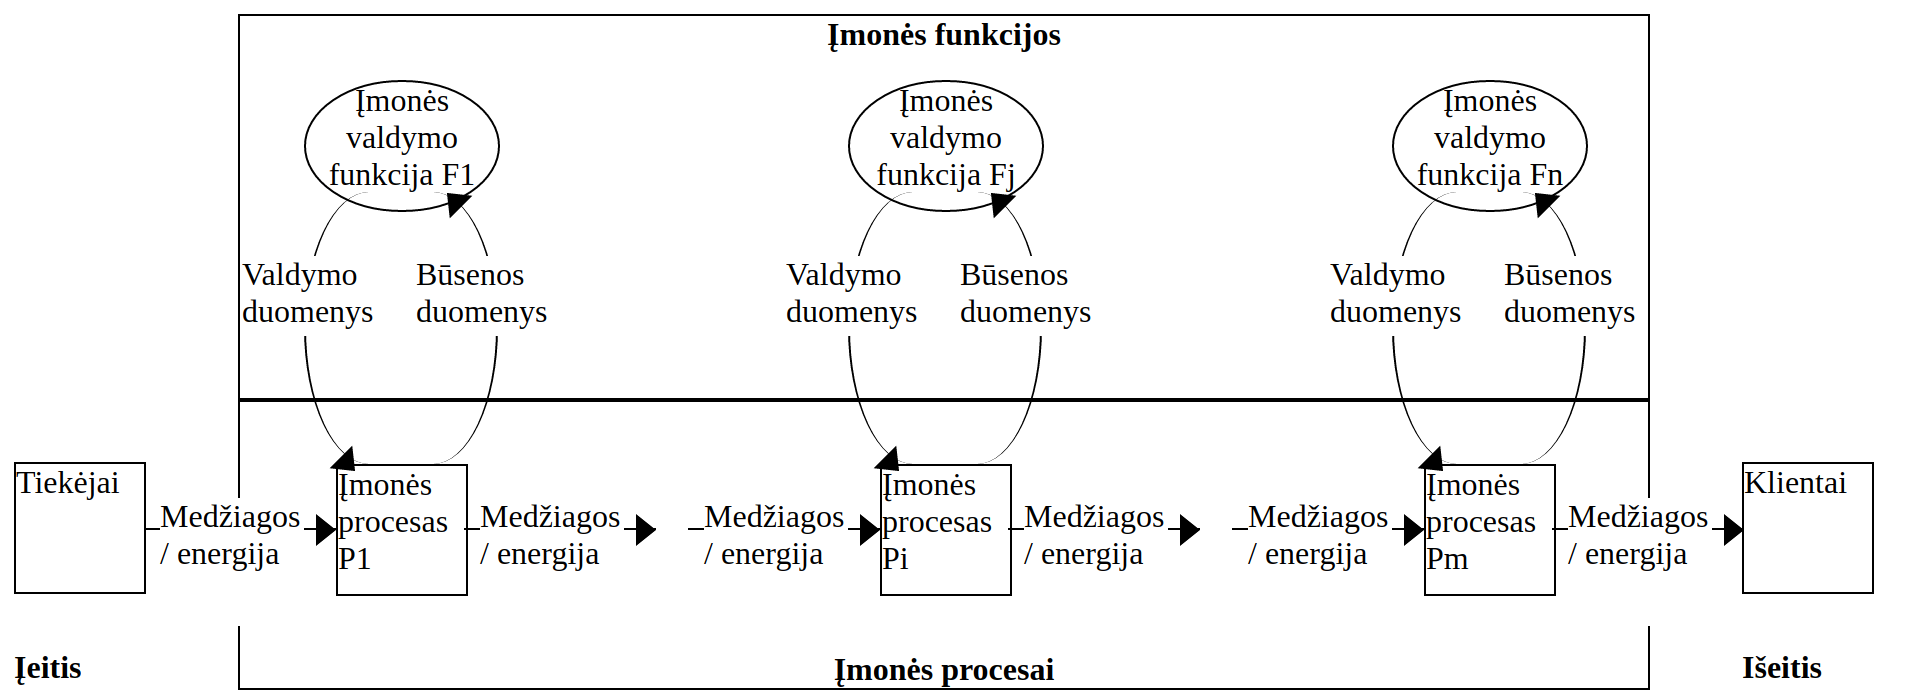 Įmonės funkcijos
Įmonės
valdymo
funkcija F1
Įmonės
valdymo
funkcija Fj
Įmonės
valdymo
funkcija Fn
Valdymo
duomenys
Būsenos
duomenys
Valdymo
duomenys
Būsenos
duomenys
Valdymo
duomenys
Būsenos
duomenys
Tiekėjai
Medžiagos
/ energija
Įmonės
procesas
P1
Medžiagos
/ energija
Medžiagos
/ energija
Įmonės
procesas
Pi
Medžiagos
/ energija
Medžiagos
/ energija
Įmonės
procesas
Pm
Medžiagos
/ energija
Klientai
Įeitis
Įmonės procesai
Išeitis